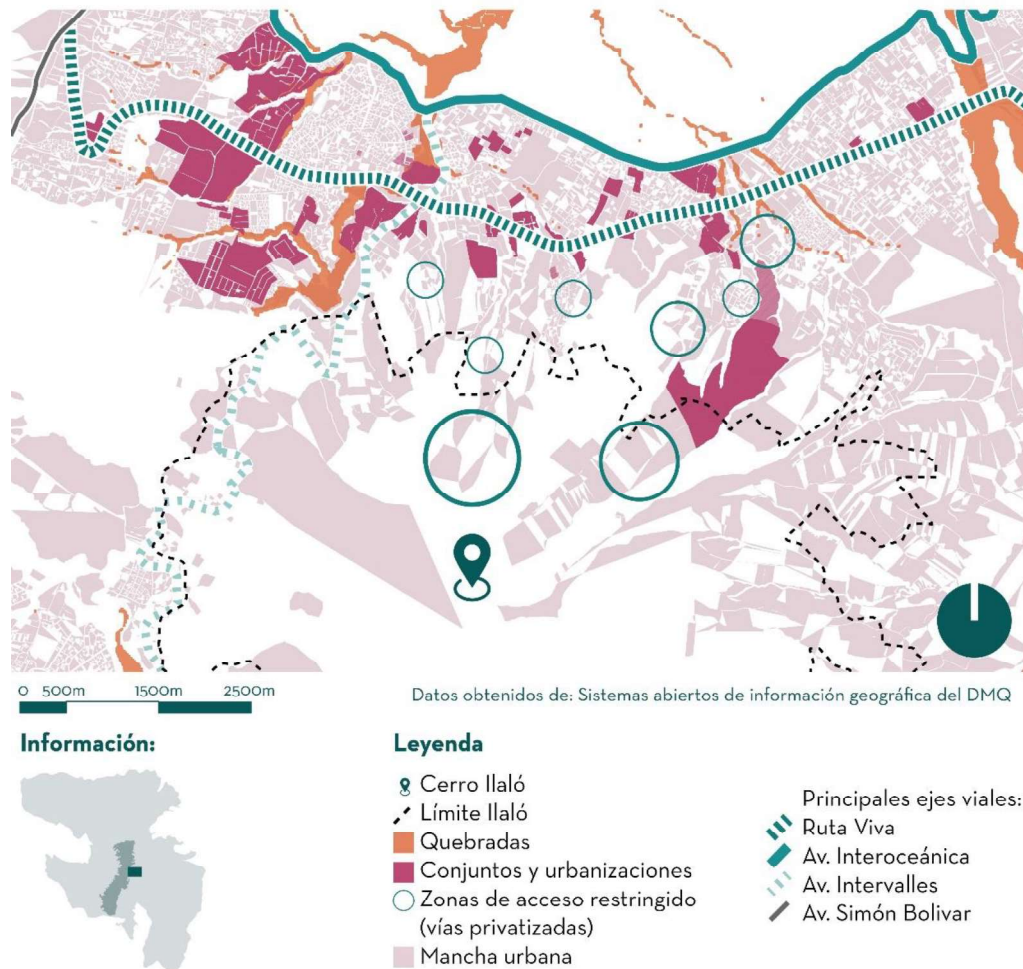 0 500m 1500m 2500m
Datos obtenidos de: Sistemas abiertos de información geográfica del DMQ
Información:
Leyenda
Cerro Ilaló
Límite Ilaló
Quebradas
Conjuntos y urbanizaciones
Zonas de acceso restringido
(vías privatizadas)
Mancha urbana
Principales ejes viales:
Ruta Viva
Av. Interoceánica
Av. Intervalles
Av. Simón Bolivar